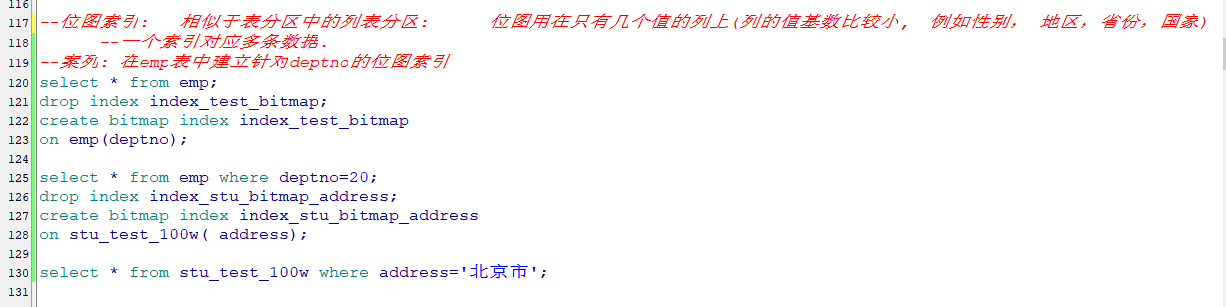 116
117 --位图索引: 相似于表分区中的列表分区: 位图用在只有几个值的列上(列的值基数比较小, 例如性别, 地区,省份,国家)
118 --一个索引对应多条数据.
119 --案列: 在emp表中建立针对deptno的位图索引
120 select * from emp;
121 drop index index_test_bitmap;
122 create bitmap index index_test_bitmap
123 on emp(deptno);
124
125 select * from emp where deptno=20;
126 drop index index_stu_bitmap_address;
127 create bitmap index index_stu_bitmap_address
128 on stu_test_100w( address);
129
130 select * from stu_test_100w where address='北京市';
131